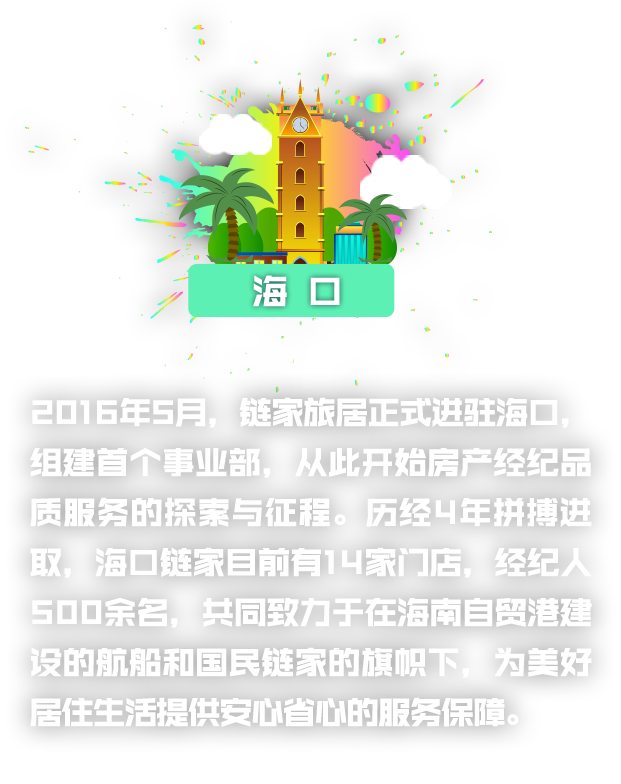 海口
2016年5月，链家旅居正式进驻海口，
组建首个事业部，从此开始房产经纪品
质服务的探索与征程。历经4年拼搏进
取，海口链家目前有14家门店，经纪人
500余名，共同致力于在海南自贸港建
设的航船和国民链家的旗帜下，为美好
居住生活提供安心省心的服务保障。